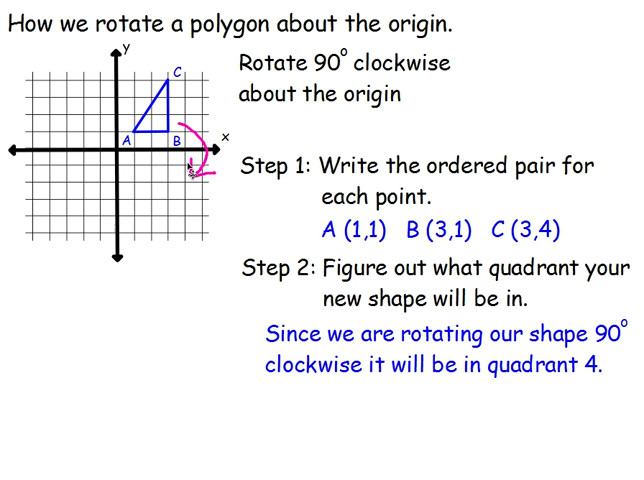 How we rotate a polygon about the origin.
y
C
A
B
x
Rotate 90° clockwise
about the origin
Step 1: Write the ordered pair for
each point.
A (1,1) B (3,1) C (3,4)
Step 2: Figure out what quadrant your
new shape will be in.
Since we are rotating our shape 90°
clockwise it will be in quadrant 4.